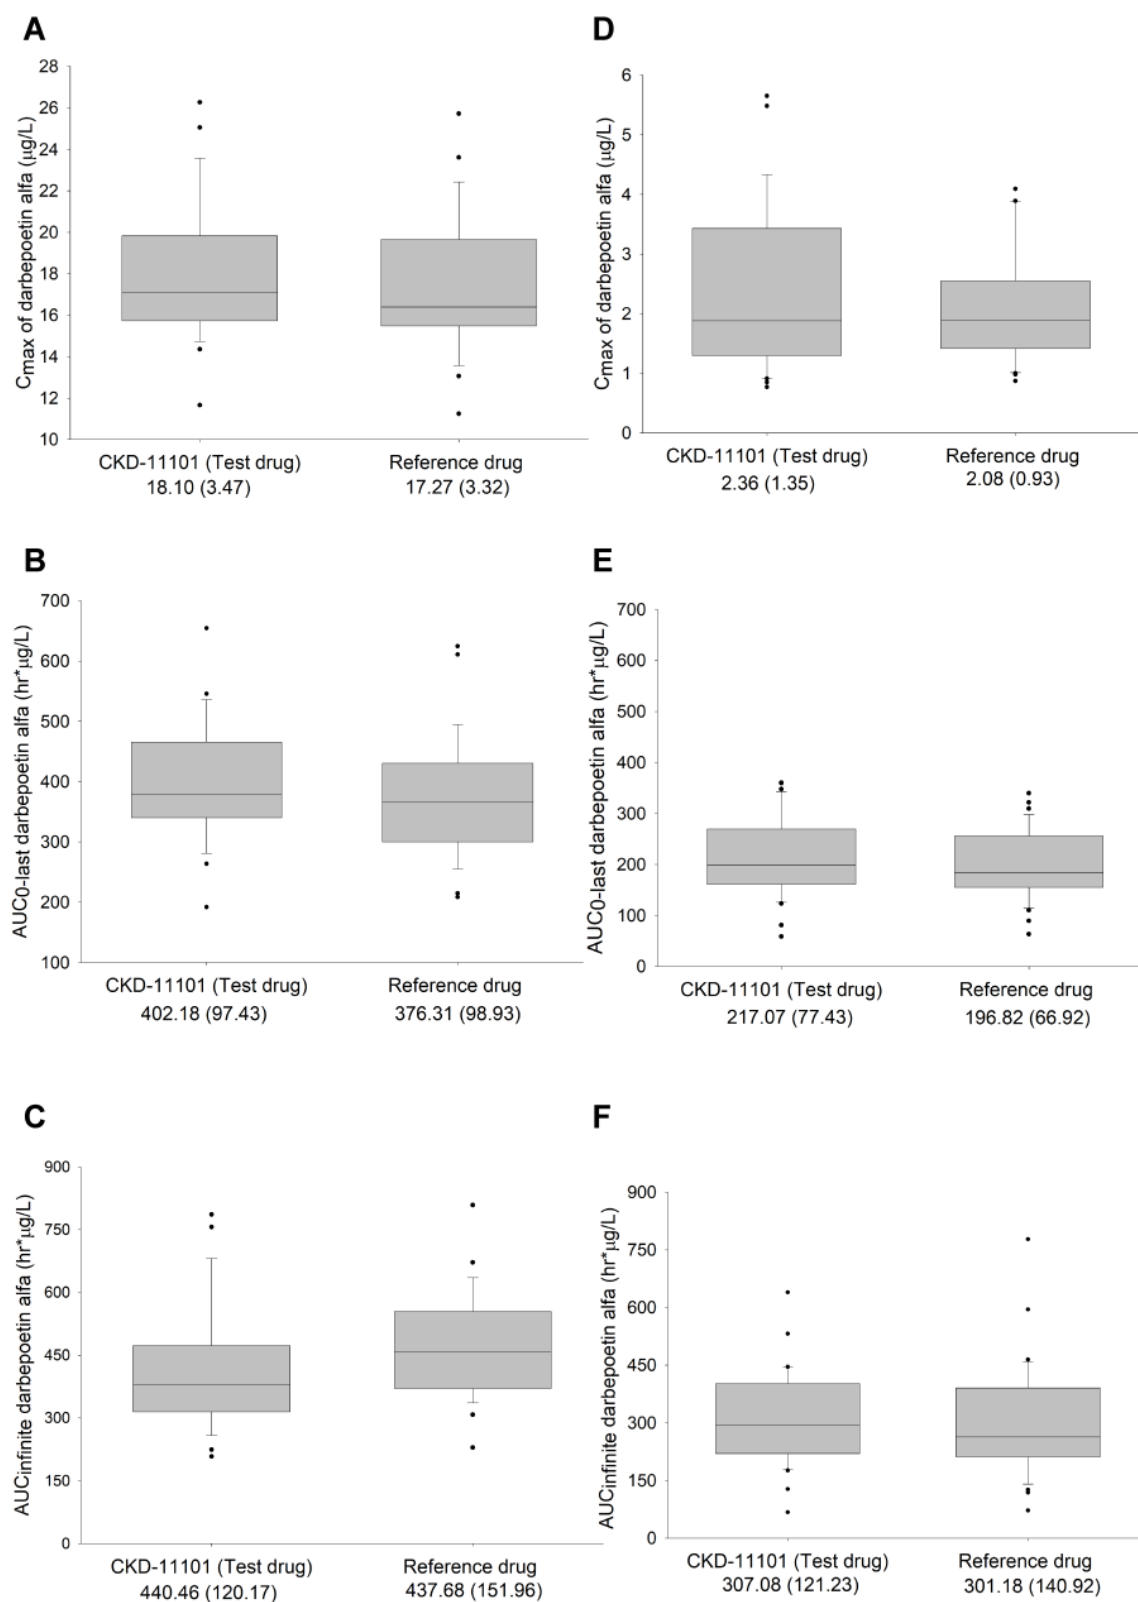 A
Cmax of darbepoetin alfa (µg/L)
28
26
24
22
20
18
16
14
12
10
CKD-11101 (Test drug)
18.10 (3.47)
Reference drug
17.27 (3.32)
D
Cmax of darbepoetin alfa (µg/L)
6
5
4
3
2
1
0
CKD-11101 (Test drug)
2.36 (1.35)
Reference drug
2.08 (0.93)
B
AUC0-last darbepoetin alfa (hr*µg/L)
700
600
500
400
300
200
100
CKD-11101 (Test drug)
402.18 (97.43)
Reference drug
376.31 (98.93)
E
AUC0-last darbepoetin alfa (hr*µg/L)
700
600
500
400
300
200
100
0
CKD-11101 (Test drug)
217.07 (77.43)
Reference drug
196.82 (66.92)
C
AUCinfinite darbepoetin alfa (hr*µg/L)
900
750
600
450
300
150
0
CKD-11101 (Test drug)
440.46 (120.17)
Reference drug
437.68 (151.96)
F
AUCinfinite darbepoetin alfa (hr*µg/L)
900
750
600
450
300
150
0
CKD-11101 (Test drug)
307.08 (121.23)
Reference drug
301.18 (140.92)